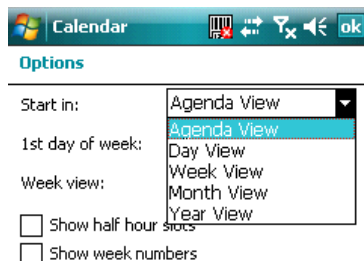 Calendar ok
Options
Start in: Agenda View
Agenda View
1st day of week: Day View
Week View
Week view: Month View
Year View
Show half hour slots
Show week numbers